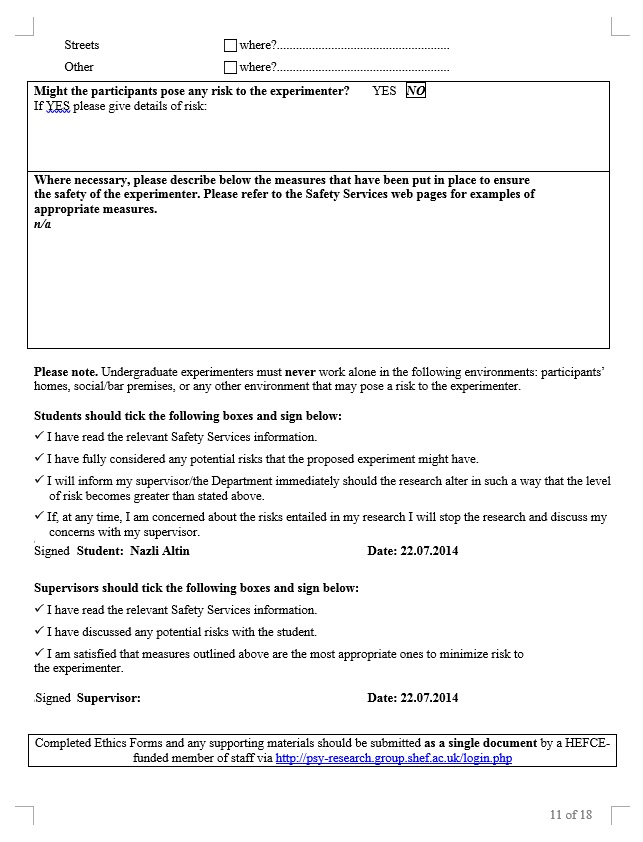 Streets ☐ where?......................................................
Other ☐ where?......................................................
Might the participants pose any risk to the experimenter? YES NO
If YES please give details of risk:
Where necessary, please describe below the measures that have been put in place to ensure
the safety of the experimenter. Please refer to the Safety Services web pages for examples of
appropriate measures.
n/a
Please note. Undergraduate experimenters must never work alone in the following environments: participants'
homes, social/bar premises, or any other environment that may pose a risk to the experimenter.
Students should tick the following boxes and sign below:
✓ I have read the relevant Safety Services information.
✓ I have fully considered any potential risks that the proposed experiment might have.
✓ I will inform my supervisor/the Department immediately should the research alter in such a way that the level
of risk becomes greater than stated above.
✓ If, at any time, I am concerned about the risks entailed in my research I will stop the research and discuss my
concerns with my supervisor.
Signed Student: Nazli Altin Date: 22.07.2014
Supervisors should tick the following boxes and sign below:
✓ I have read the relevant Safety Services information.
✓ I have discussed any potential risks with the student.
✓ I am satisfied that measures outlined above are the most appropriate ones to minimize risk to
the experimenter.
Signed Supervisor: Date: 22.07.2014
Completed Ethics Forms and any supporting materials should be submitted as a single document by a HEFCE-
funded member of staff via http://psy-research.group.shef.ac.uk/login.php
11 of 18